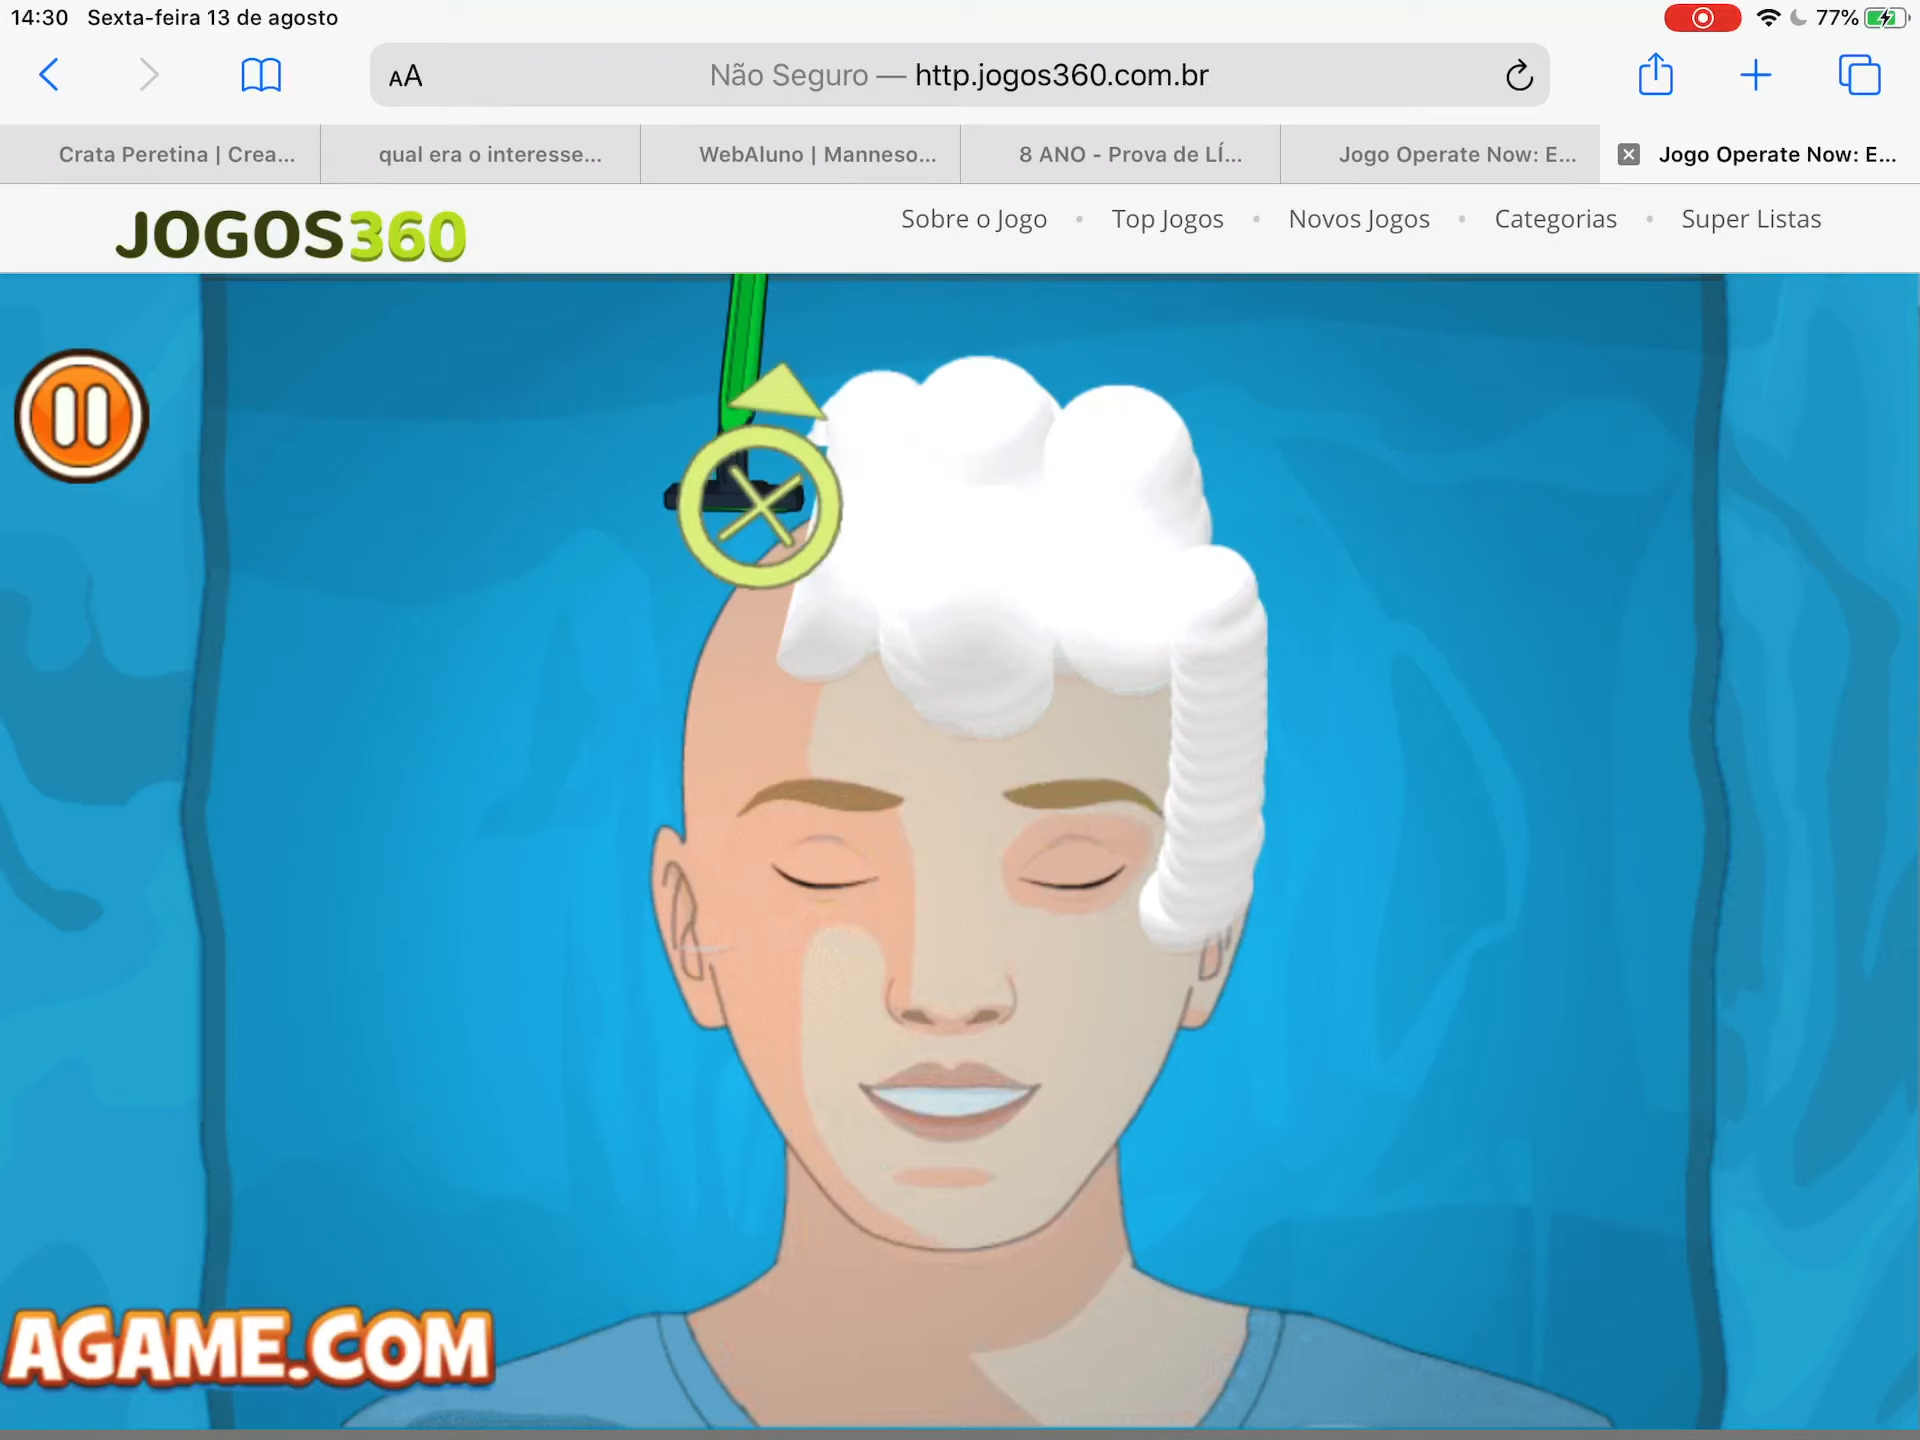 14:30 Sexta-feira 13 de agosto 77%
AA Não Seguro — http.jogos360.com.br
Crata Peretina | Crea... qual era o interesse... WebAluno | Manneso... 8 ANO - Prova de LÍ... Jogo Operate Now: E... Jogo Operate Now: E...
JOGOS360 Sobre o Jogo • Top Jogos • Novos Jogos • Categorias • Super Listas
AGAME.COM